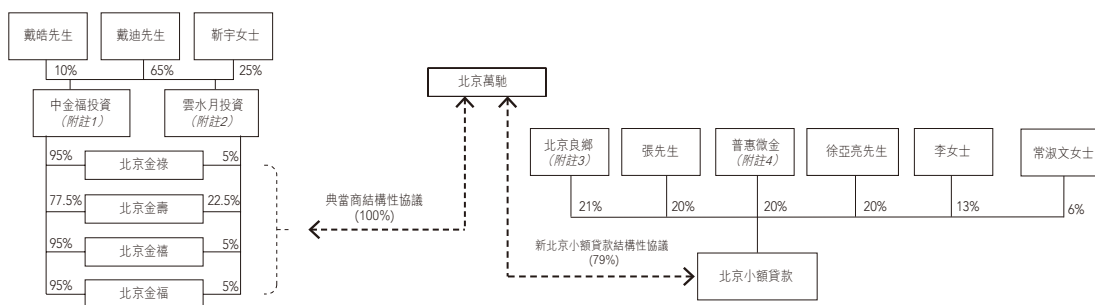 戴皓先生
戴迪先生
靳宇女士
10%
65%
25%
中金福投資
(附註1)
雲水月投資
(附註2)
95%
北京金祿
5%
77.5%
北京金壽
22.5%
95%
北京金禧
5%
95%
北京金福
5%
典當商結構性協議
(100%)
北京萬馳
北京良鄉
(附註3)
張先生
普惠微金
(附註4)
徐亞亮先生
李女士
常淑文女士
21%
20%
20%
20%
13%
6%
新北京小額貸款結構性協議
(79%)
北京小額貸款